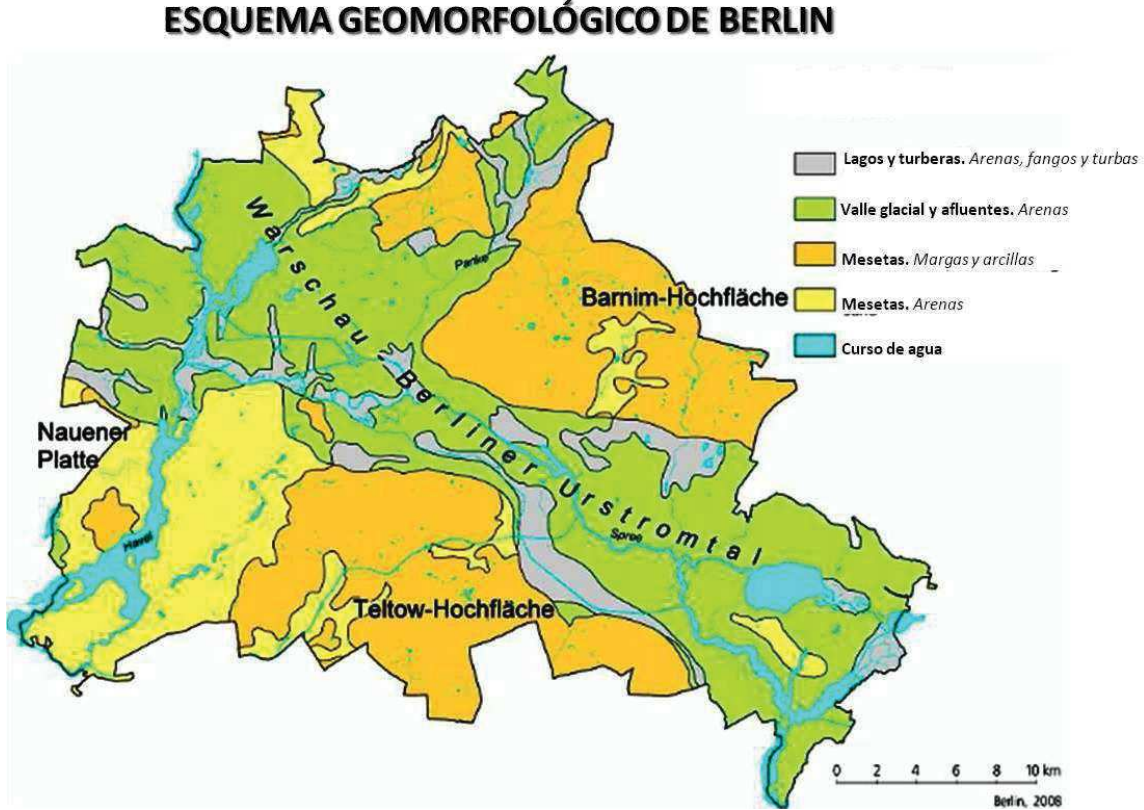 ESQUEMA GEOMORFOLÓGICO DE BERLIN
Lagos y turberas. Arenas, fangos y turbas
Valle glacial y afluentes. Arenas
Mesetas. Margas y arcillas
Mesetas. Arenas
Curso de agua
Warschau - Berliner Urstromtal
Panke
Barnim-Hochfläche
Nauener
Platte
Havel
Spree
Teltow-Hochfläche
0 2 4 6 8 10 km
Berlin, 2008